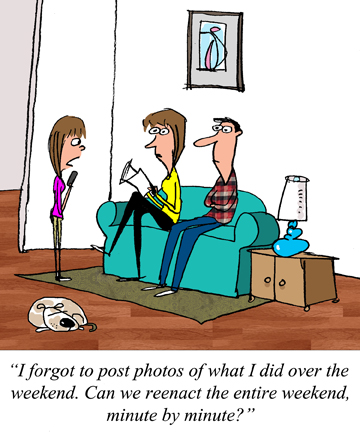 “I forgot to post photos of what I did over the
weekend. Can we reenact the entire weekend,
minute by minute?”